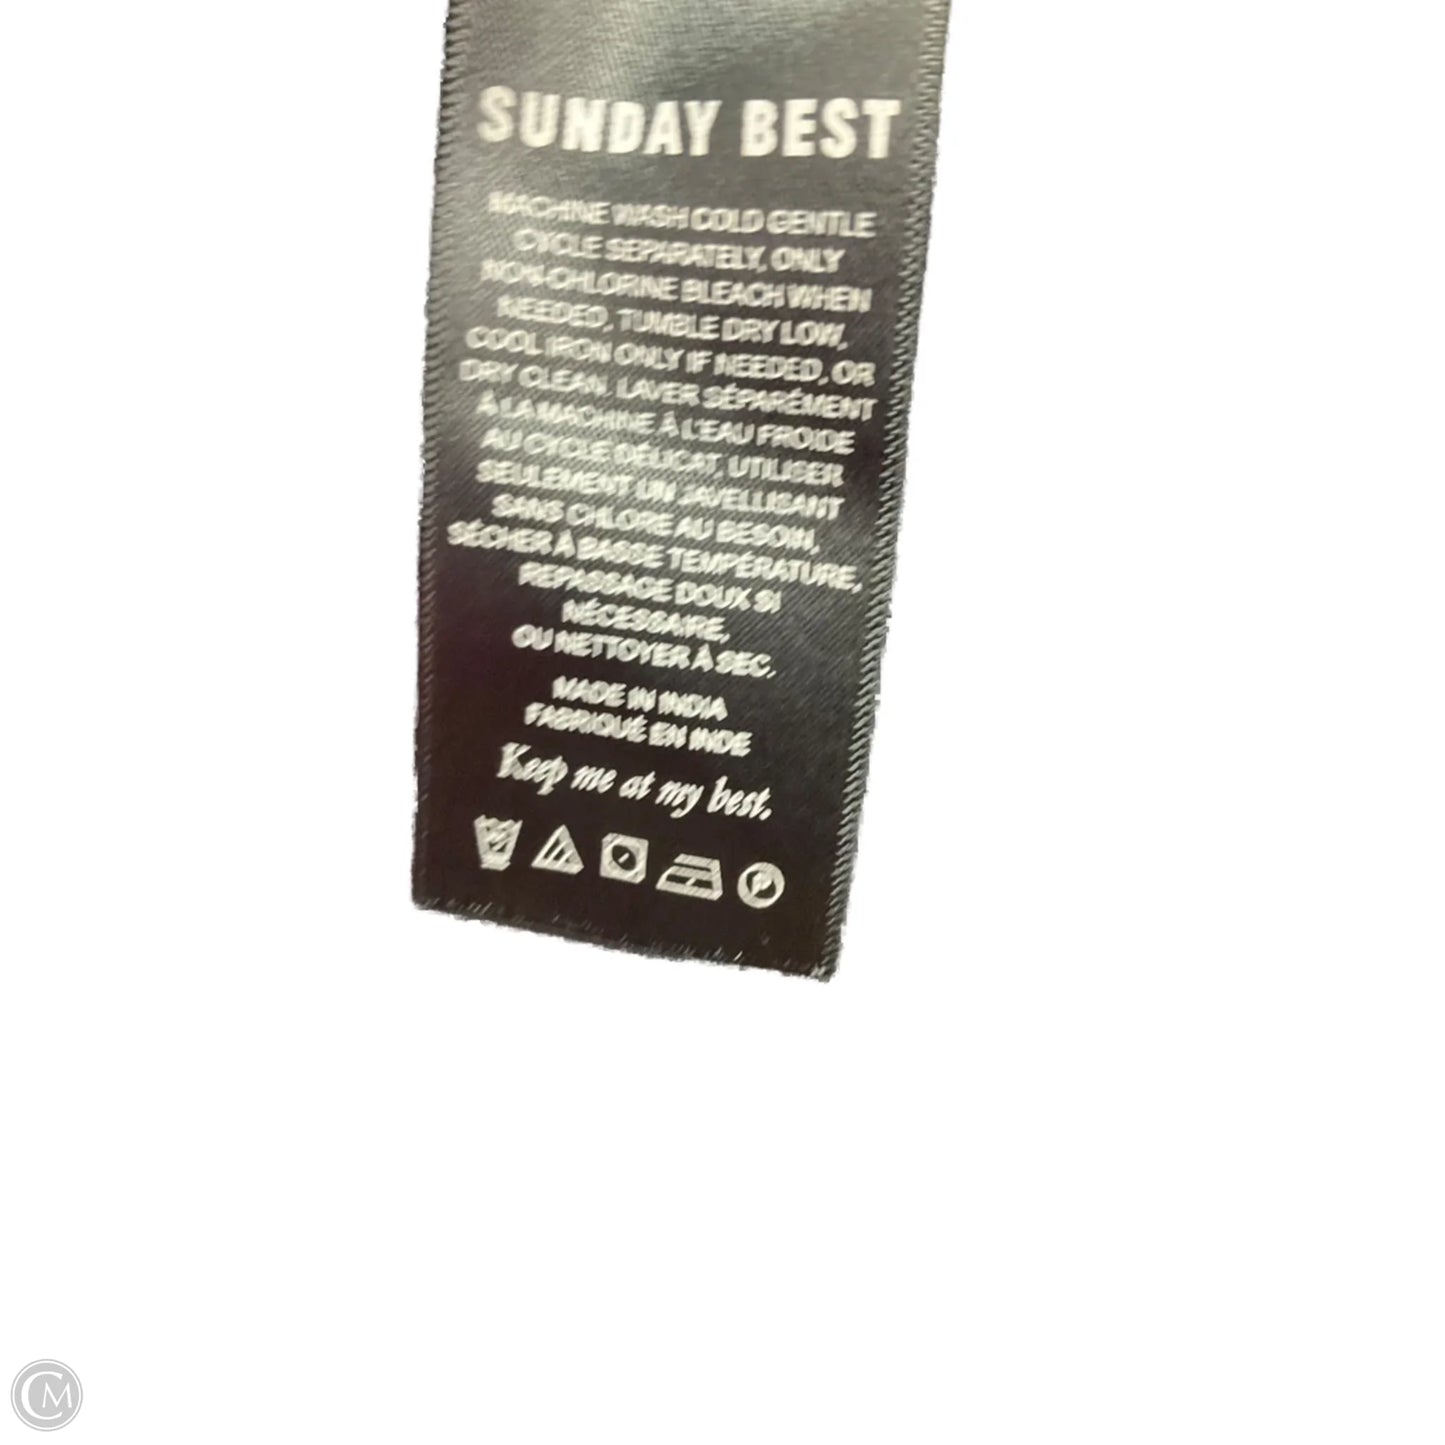 SUNDAY BEST
MACHINE WASH COLD GENTLE
CYCLE SEPARATELY, ONLY
NON-CHLORINE BLEACH WHEN
NEEDED, TUMBLE DRY LOW,
COOL IRON ONLY IF NEEDED, OR
DRY CLEAN. LAVER SÉPARÉMENT
À LA MACHINE À L'EAU FROIDE
AU CYCLE DÉLICAT, UTILISER
SEULEMENT UN JAVELLISANT
SANS CHLORE AU BESOIN,
SÉCHER À BASSE TEMPÉRATURE,
REPASSAGE DOUX SI
NÉCESSAIRE,
OU NETTOYER À SEC.
MADE IN INDIA
FABRIQUÉ EN INDE
Keep me at my best.
P
CM